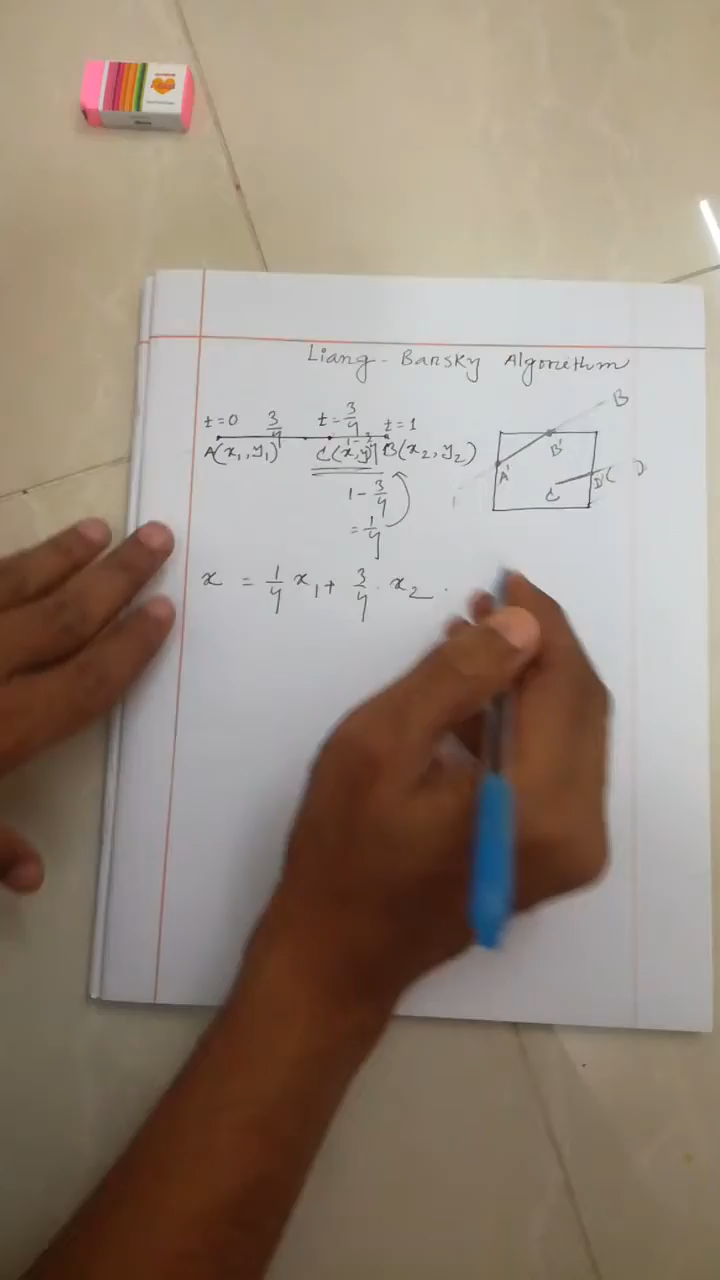 Liang - Barsky Algorithm
t=0 3/4 t=3/4 t=1
A(x₁, y₁) C(x, y) B(x₂, y₂)
1 - 3/4
= 1/4
B
B'
A'
C D'
x = 1/4 x₁ + 3/4 . x₂ .